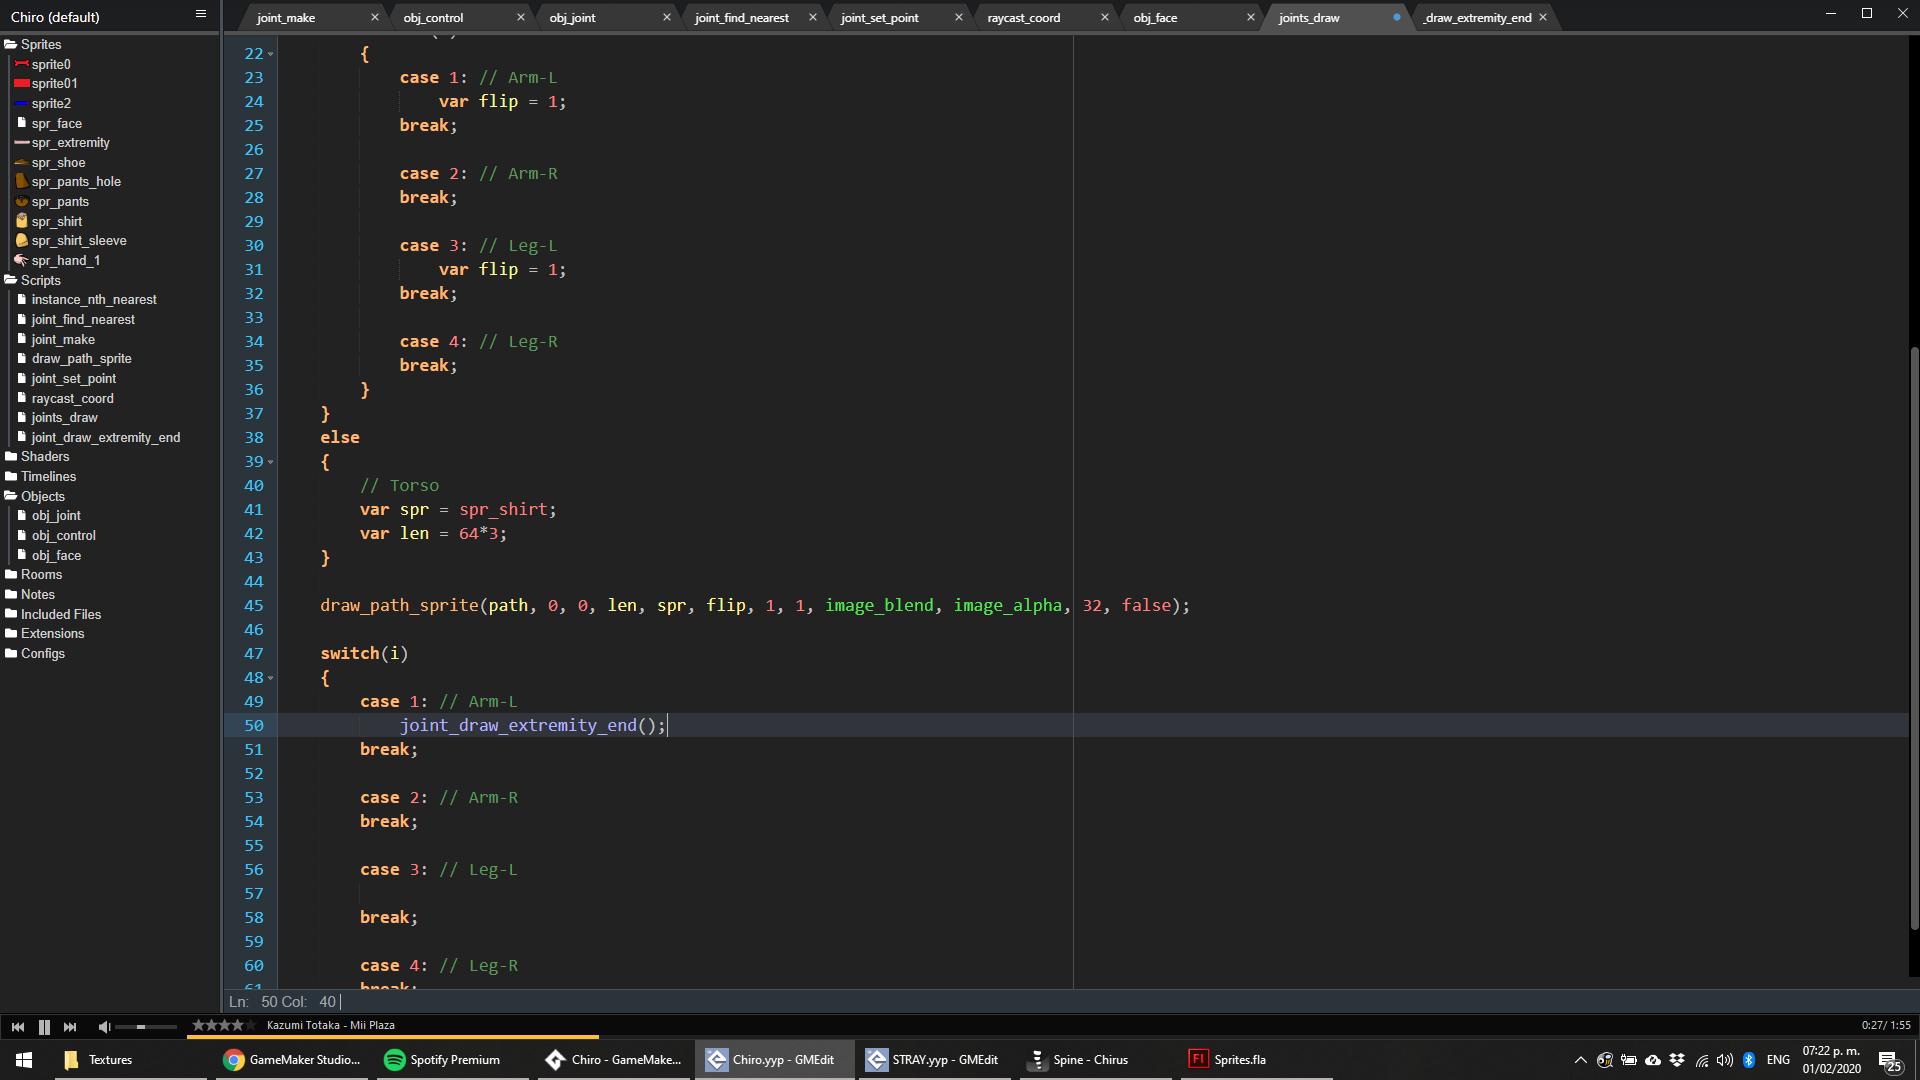 Chiro (default)
joint_make
obj_control
obj_joint
joint_find_nearest
joint_set_point
raycast_coord
obj_face
joints_draw
_draw_extremity_end
Sprites
sprite0
sprite01
sprite2
spr_face
spr_extremity
spr_shoe
spr_pants_hole
spr_pants
spr_shirt
spr_shirt_sleeve
spr_hand_1
Scripts
instance_nth_nearest
joint_find_nearest
joint_make
draw_path_sprite
joint_set_point
raycast_coord
joints_draw
joint_draw_extremity_end
Shaders
Timelines
Objects
obj_joint
obj_control
obj_face
Rooms
Notes
Included Files
Extensions
Configs
22 {
23 case 1: // Arm-L
24 var flip = 1;
25 break;
26
27 case 2: // Arm-R
28 break;
29
30 case 3: // Leg-L
31 var flip = 1;
32 break;
33
34 case 4: // Leg-R
35 break;
36 }
37 }
38 else
39 {
40 // Torso
41 var spr = spr_shirt;
42 var len = 64*3;
43 }
44
45 draw_path_sprite(path, 0, 0, len, spr, flip, 1, 1, image_blend, image_alpha, 32, false);
46
47 switch(i)
48 {
49 case 1: // Arm-L
50 joint_draw_extremity_end();
51 break;
52
53 case 2: // Arm-R
54 break;
55
56 case 3: // Leg-L
57
58 break;
59
60 case 4: // Leg-R
61 break;
Ln: 50 Col: 40
Kazumi Totaka - Mii Plaza
0:27/ 1:55
Textures
GameMaker Studio...
Spotify Premium
Chiro - GameMake...
Chiro.yyp - GMEdit
STRAY.yyp - GMEdit
Spine - Chirus
Fl
Sprites.fla
ENG
07:22 p. m.
01/02/2020
25